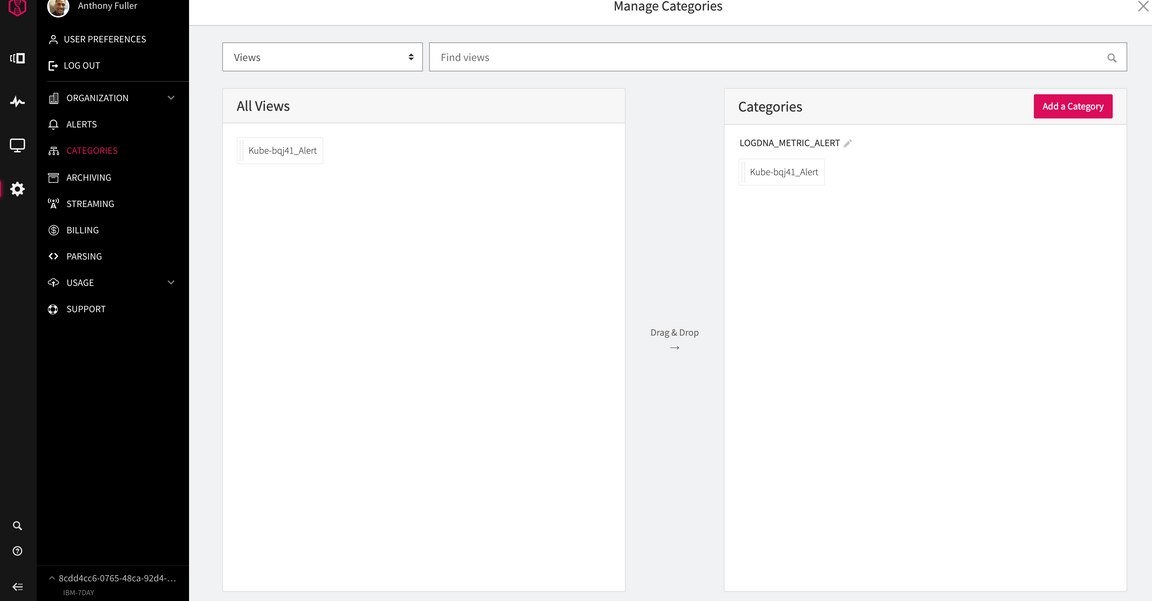 Anthony Fuller
USER PREFERENCES
LOG OUT
ORGANIZATION
ALERTS
CATEGORIES
ARCHIVING
STREAMING
BILLING
PARSING
USAGE
SUPPORT
8cdd4cc6-0765-48ca-92d4-...
IBM-7DAY
Manage Categories
Views
Find views
All Views
Kube-bqj41_Alert
Drag & Drop
→
Categories
Add a Category
LOGDNA_METRIC_ALERT
Kube-bqj41_Alert